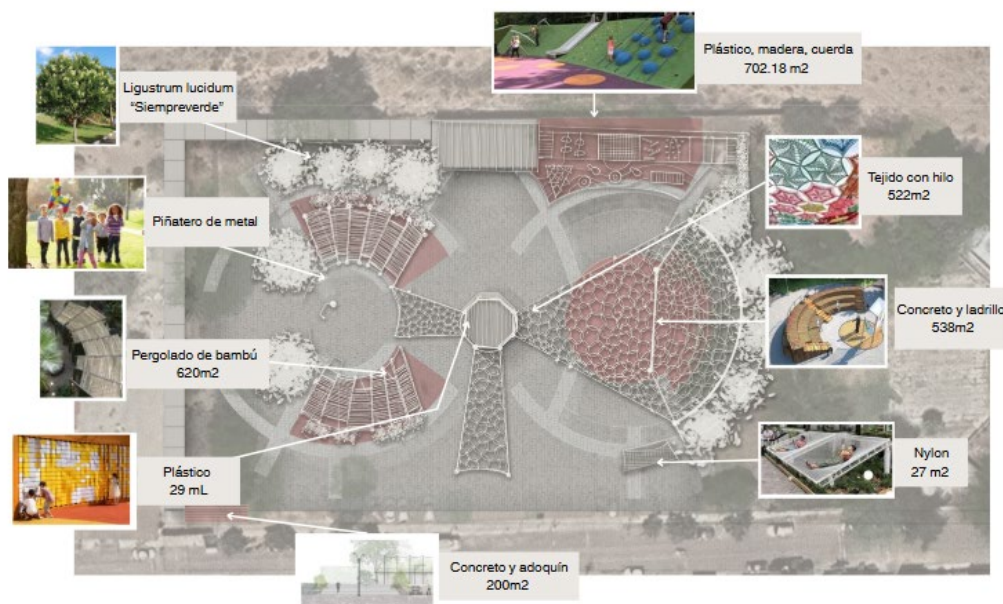 Plástico, madera, cuerda
702.18 m2
Ligustrum lucidum
“Siempreverde”
Tejido con hilo
522m2
Piñatero de metal
Concreto y ladrillo
538m2
Pergolado de bambú
620m2
Plástico
29 mL
Nylon
27 m2
Concreto y adoquín
200m2